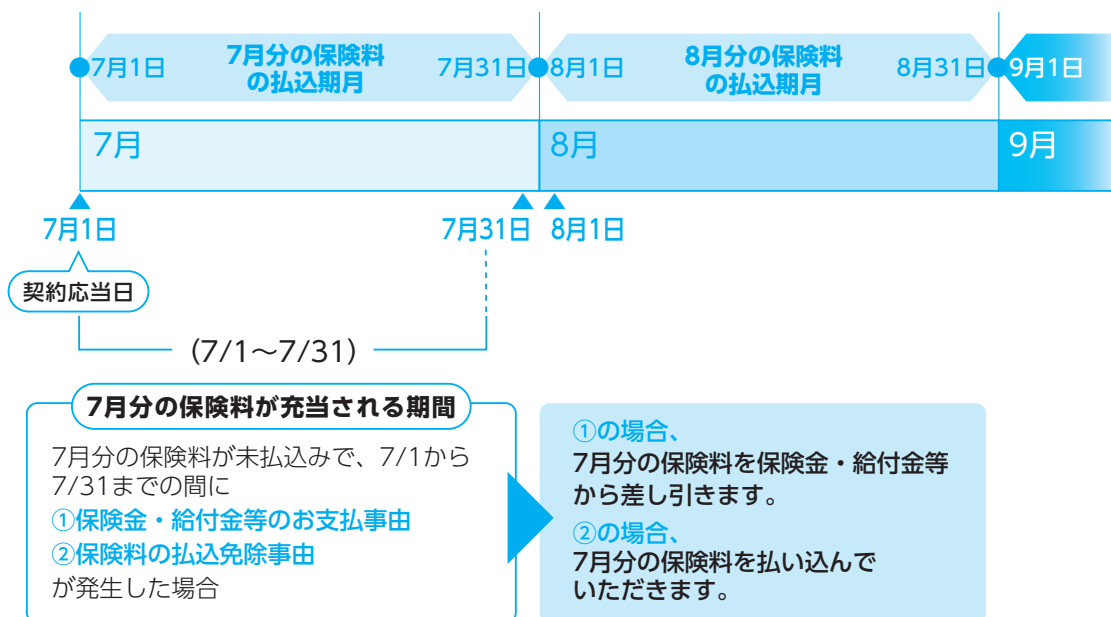 7月1日
7月分の保険料
の払込期月
7月31日
8月1日
8月分の保険料
の払込期月
8月31日
9月1日
7月
8月
9月
7月1日
7月31日
8月1日
契約応当日
(7/1～7/31)
7月分の保険料が充当される期間
7月分の保険料が未払込みで、7/1から
7/31までの間に
①保険金・給付金等のお支払事由
②保険料の払込免除事由
が発生した場合
①の場合、
7月分の保険料を保険金・給付金等
から差し引きます。
②の場合、
7月分の保険料を払い込んで
いただきます。